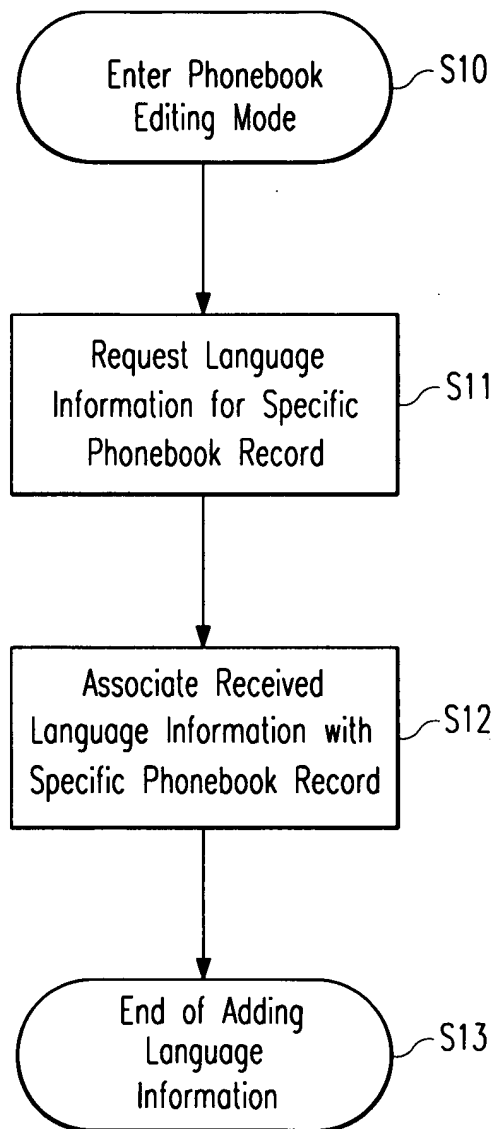 Enter Phonebook
Editing Mode
S10
Request Language
Information for Specific
Phonebook Record
S11
Associate Received
Language Information with
Specific Phonebook Record
S12
End of Adding
Language
Information
S13